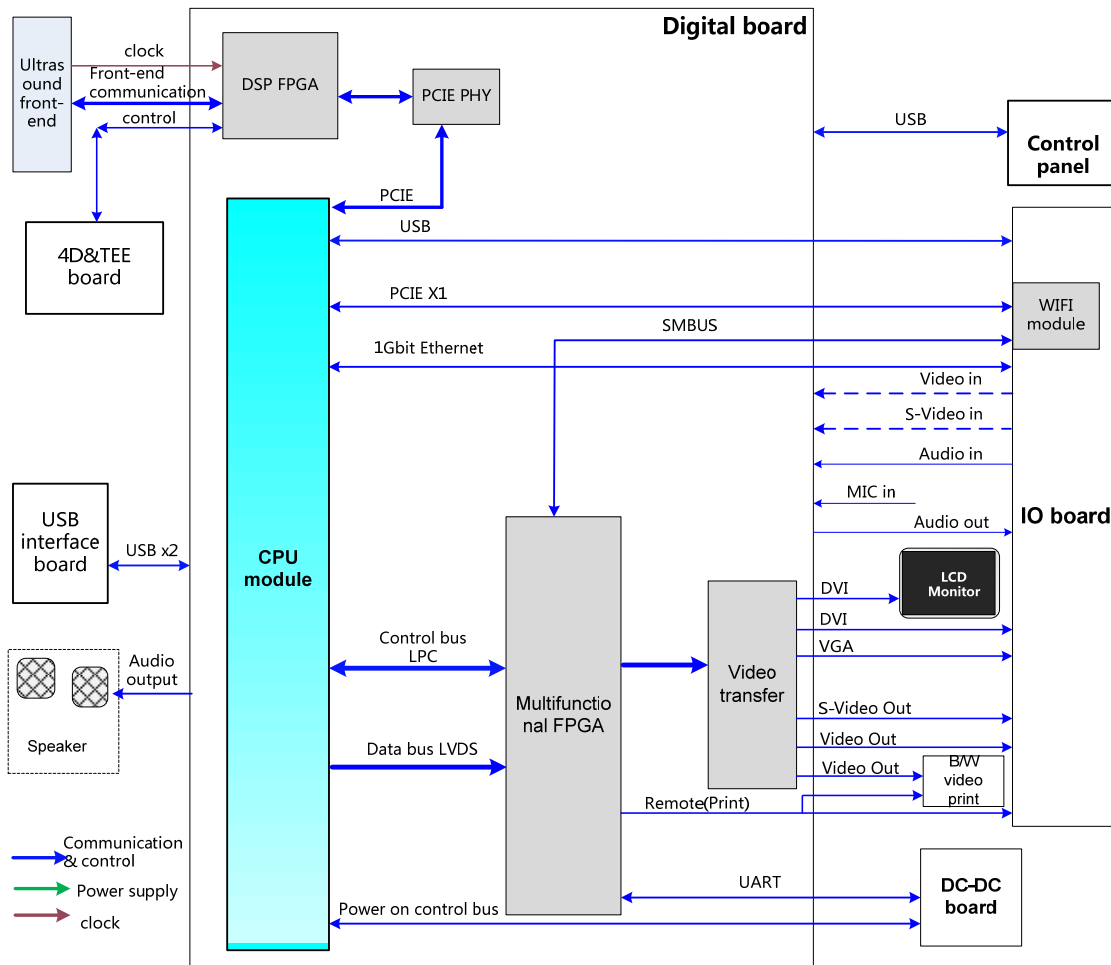 Digital board
Ultras
ound
front-
end
clock
Front-end
communication
control
DSP FPGA
PCIE PHY
USB
Control
panel
4D&TEE
board
PCIE
USB
PCIE X1
WIFI
module
SMBUS
1Gbit Ethernet
Video in
S-Video in
Audio in
MIC in
Audio out
IO board
USB
interface
board
USB x2
CPU
module
LCD
Monitor
DVI
DVI
VGA
Control bus
LPC
Multifunctio
nal FPGA
Video
transfer
Audio
output
Speaker
S-Video Out
Video Out
Video Out
Data bus LVDS
B/W
video
print
Remote(Print)
Communication
& control
Power supply
clock
UART
DC-DC
board
Power on control bus